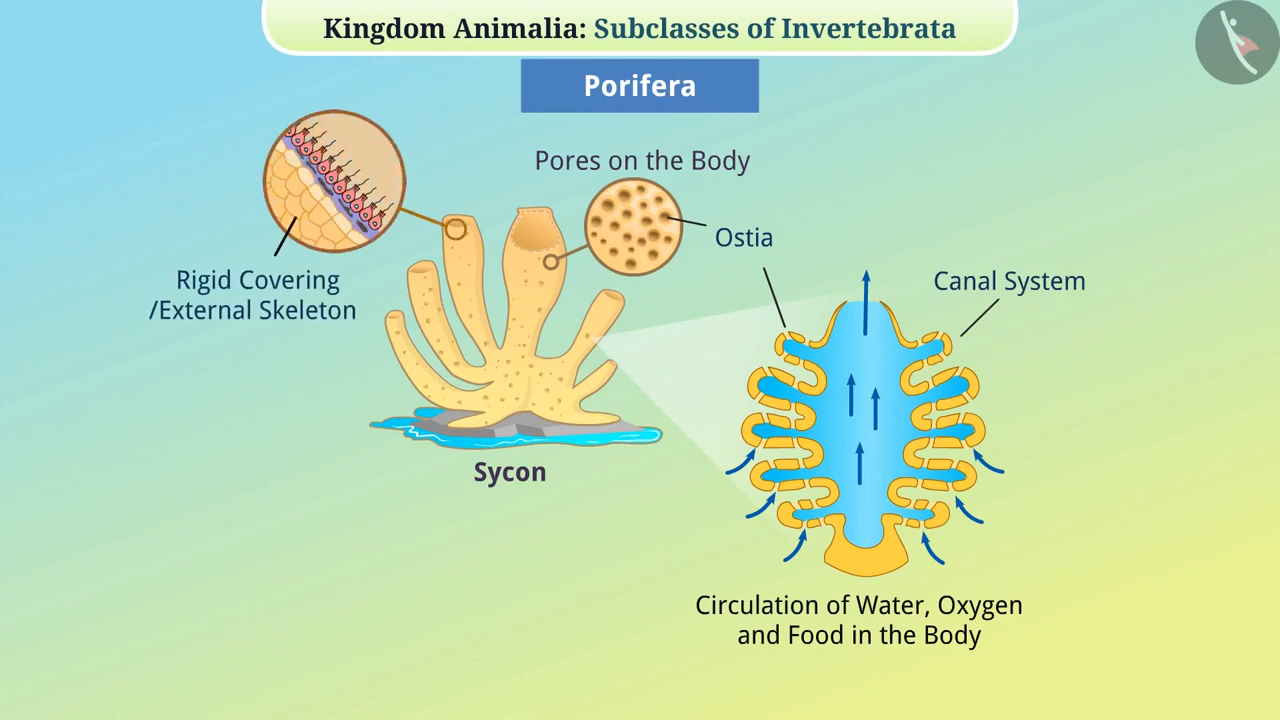 Kingdom Animalia: Subclasses of Invertebrata
Porifera
Pores on the Body
Ostia
Rigid Covering
/External Skeleton
Canal System
Sycon
Circulation of Water, Oxygen
and Food in the Body